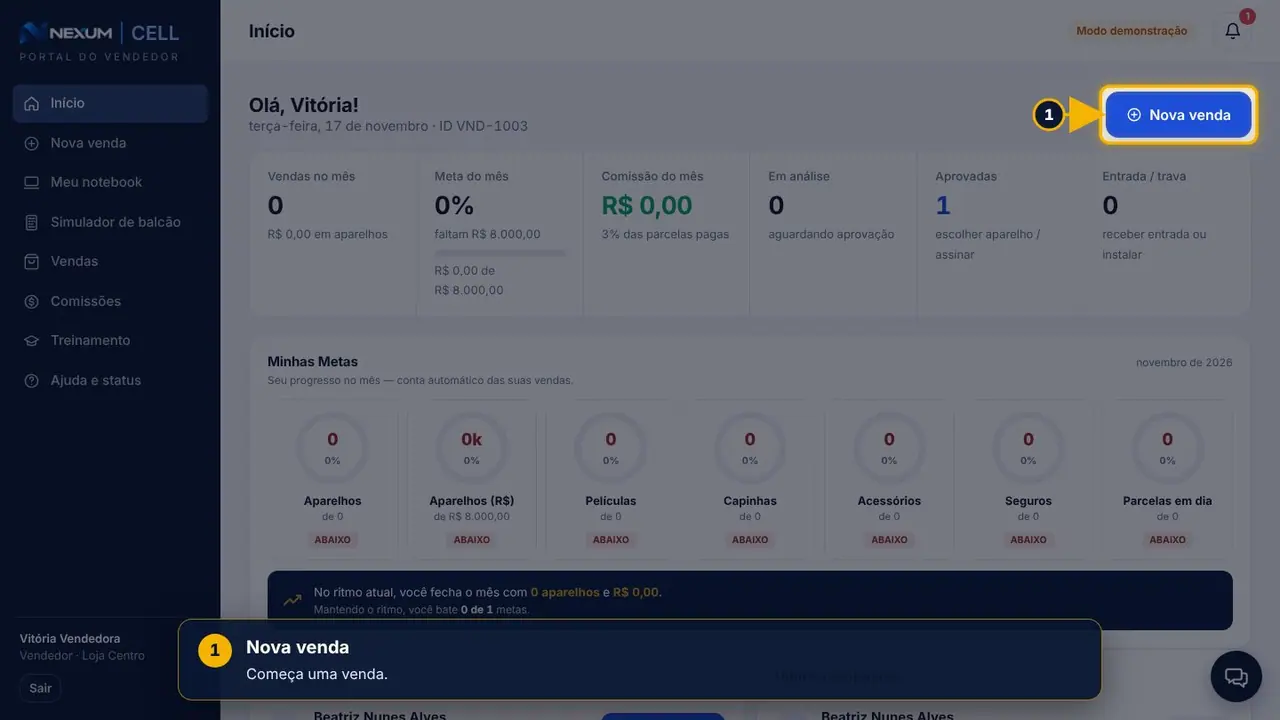 NEXUM | CELL
PORTAL DO VENDEDOR
Início
Nova venda
Meu notebook
Simulador de balcão
Vendas
Comissões
Treinamento
Ajuda e status
Vitória Vendedora
Vendedor · Loja Centro
Sair
Início
Modo demonstração
1
Olá, Vitória!
terça-feira, 17 de novembro · ID VND-1003
1
Nova venda
Vendas no mês
0
R$ 0,00 em aparelhos
Meta do mês
0%
faltam R$ 8.000,00
R$ 0,00 de
R$ 8.000,00
Comissão do mês
R$ 0,00
3% das parcelas pagas
Em análise
0
aguardando aprovação
Aprovadas
1
escolher aparelho /
assinar
Entrada / trava
0
receber entrada ou
instalar
Minhas Metas
novembro de 2026
Seu progresso no mês — conta automático das suas vendas.
0
0%
Aparelhos
de 0
ABAIXO
0k
0%
Aparelhos (R$)
de R$ 8.000,00
ABAIXO
0
0%
Películas
de 0
ABAIXO
0
0%
Capinhas
de 0
ABAIXO
0
0%
Acessórios
de 0
ABAIXO
0
0%
Seguros
de 0
ABAIXO
0
0%
Parcelas em dia
de 0
ABAIXO
No ritmo atual, você fecha o mês com 0 aparelhos e R$ 0,00.
Mantendo o ritmo, você bate 0 de 1 metas.
1
Nova venda
Começa uma venda.
Beatriz Nunes Alves
Beatriz Nunes Alves